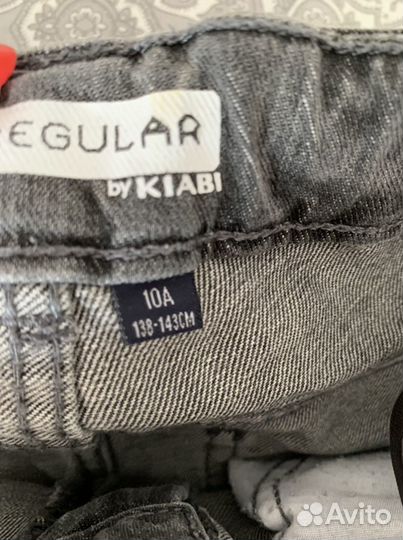 EGULAR
by KIABI
10A
138-143CM
Avito